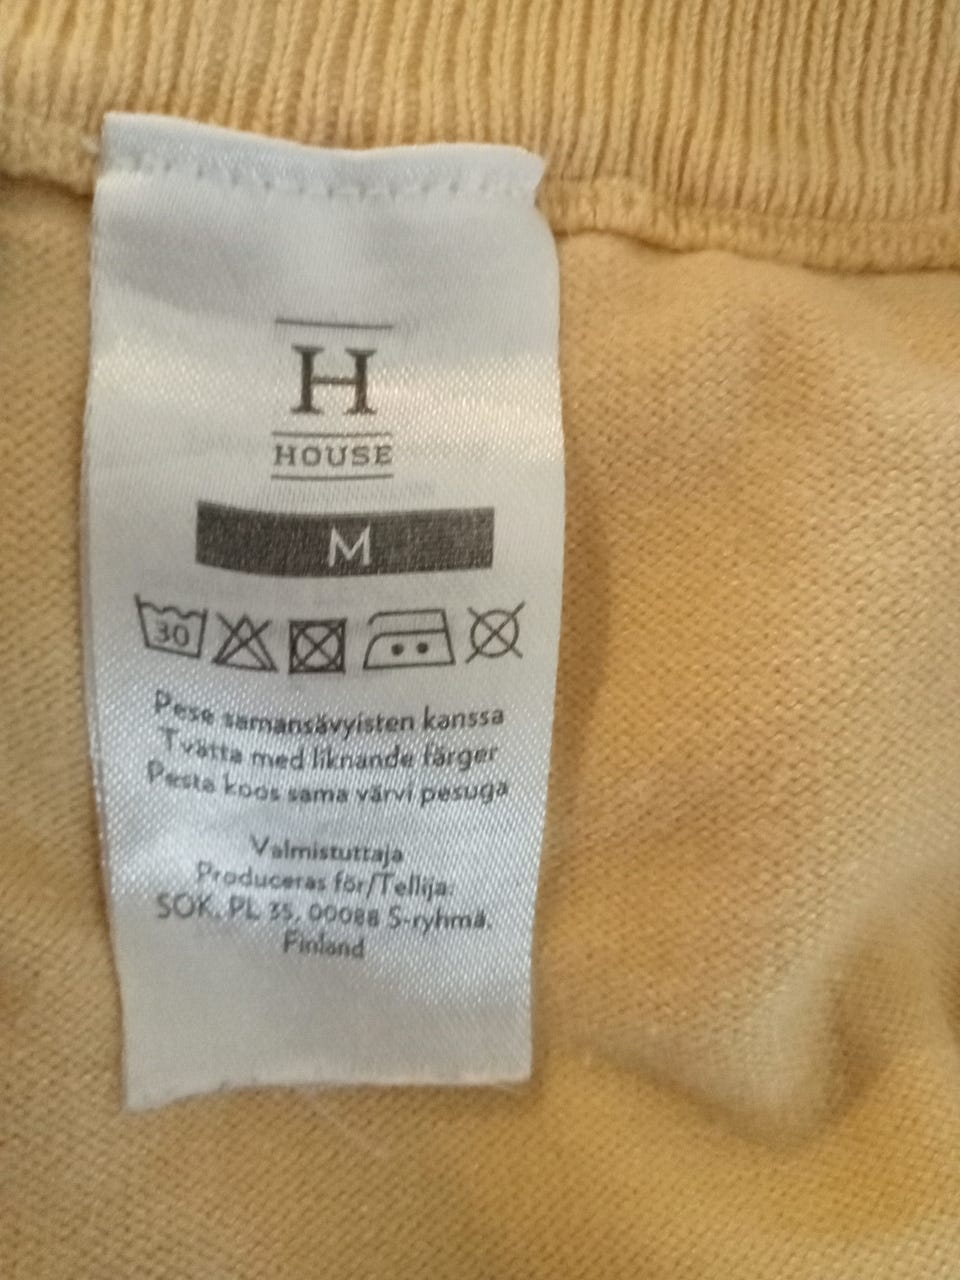 H
HOUSE
M
30
Pese samansävyisten kanssa
Tvätta med liknande färger
Pesta koos sama värvi pesuga
Valmistuttaja
Produceras för/Tellija:
SOK, PL 35, 00088 S-ryhmä,
Finland